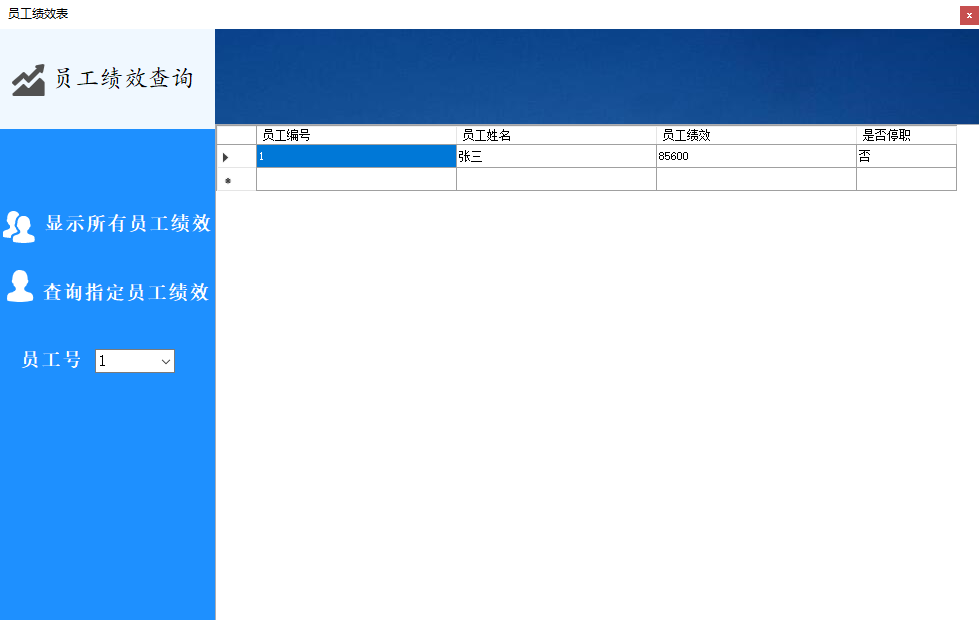 员工绩效表
x
员工绩效查询
员工编号 员工姓名 员工绩效 是否停职
1 张三 85600 否
显示所有员工绩效
查询指定员工绩效
员工号 1